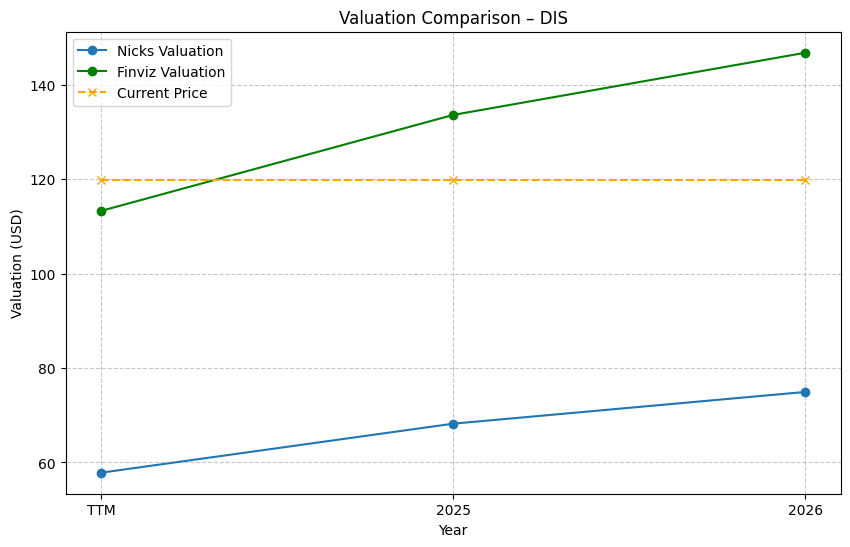 Valuation Comparison – DIS
Nicks Valuation
Finviz Valuation
Current Price
Valuation (USD)
140
120
100
80
60
TTM
2025
2026
Year